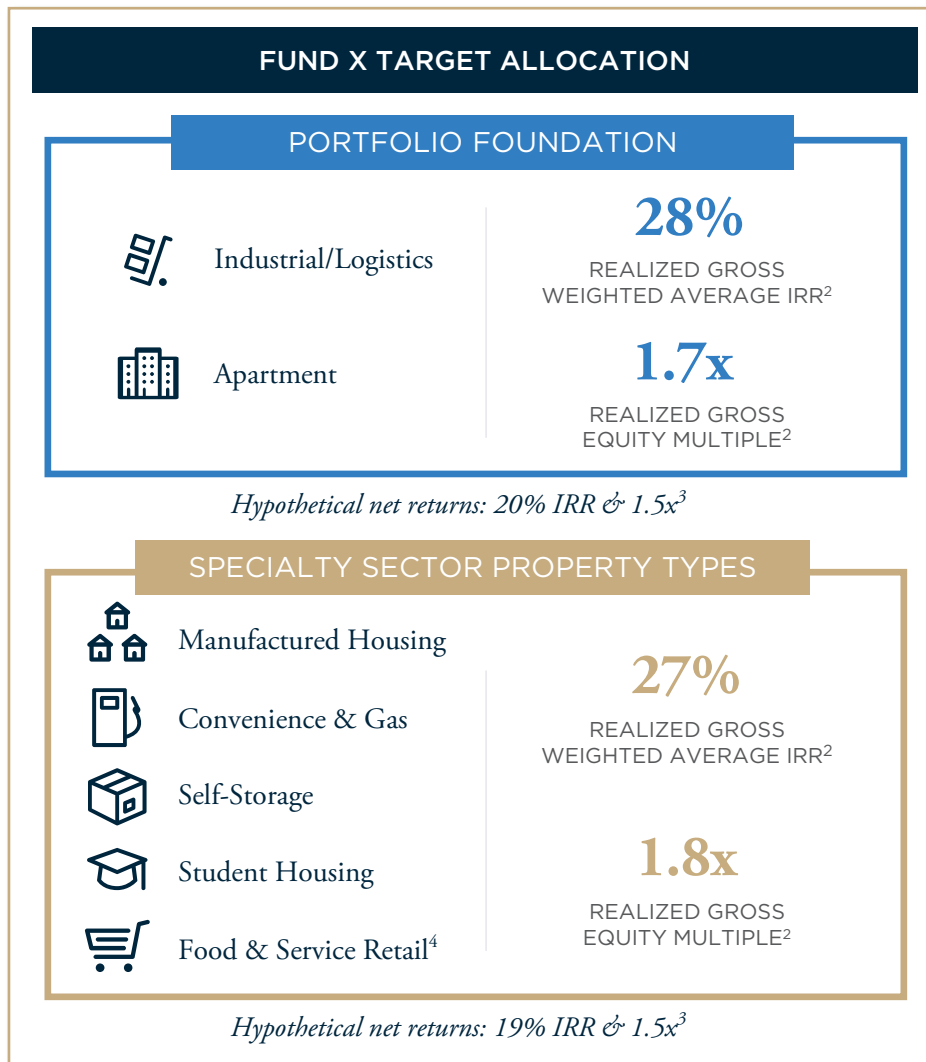 FUND X TARGET ALLOCATION
PORTFOLIO FOUNDATION
Industrial/Logistics
Apartment
28%
REALIZED GROSS
WEIGHTED AVERAGE IRR²
1.7x
REALIZED GROSS
EQUITY MULTIPLE²
Hypothetical net returns: 20% IRR & 1.5x³
SPECIALTY SECTOR PROPERTY TYPES
Manufactured Housing
Convenience & Gas
Self-Storage
Student Housing
Food & Service Retail⁴
27%
REALIZED GROSS
WEIGHTED AVERAGE IRR²
1.8x
REALIZED GROSS
EQUITY MULTIPLE²
Hypothetical net returns: 19% IRR & 1.5x³